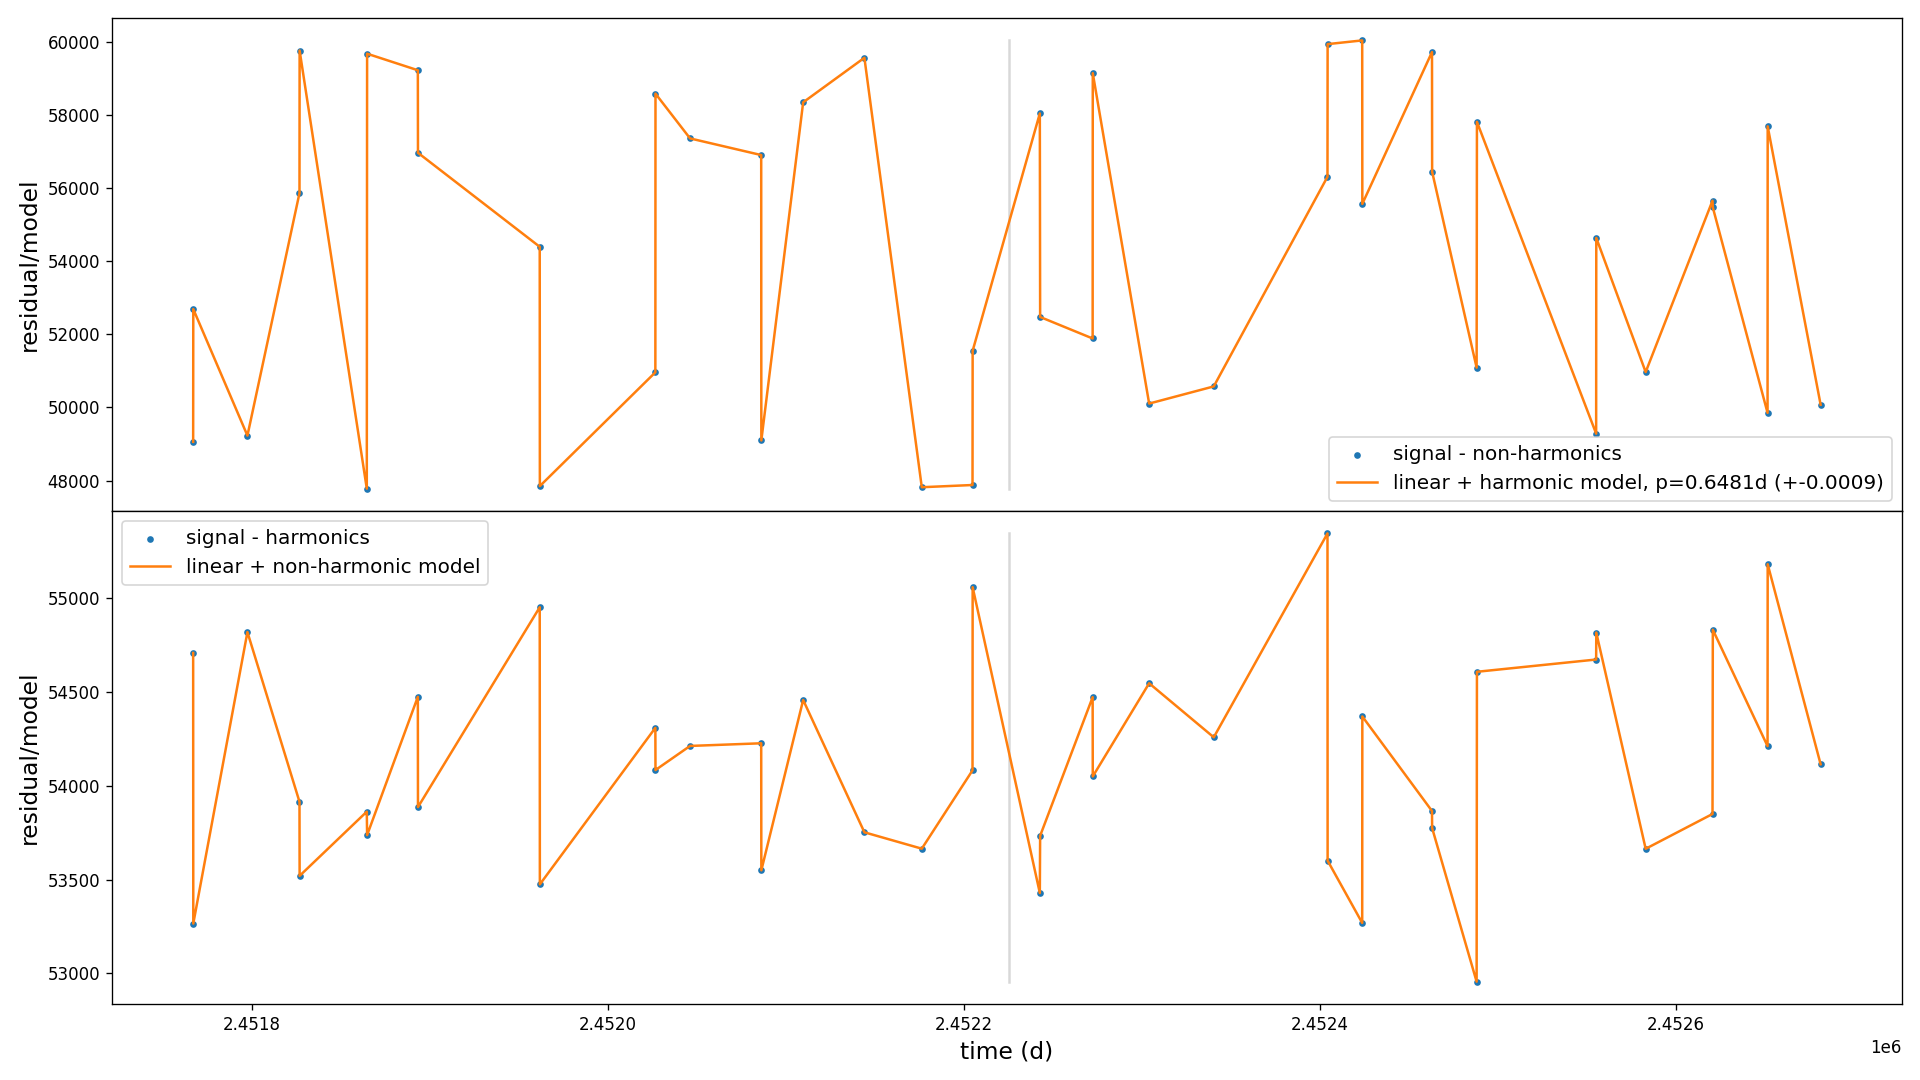 60000
58000
56000
54000
52000
50000
48000
residual/model
signal - non-harmonics
linear + harmonic model, p=0.6481d (+-0.0009)
signal - harmonics
linear + non-harmonic model
55000
54500
54000
53500
53000
residual/model
2.4518
2.4520
2.4522
2.4524
2.4526
1e6
time (d)